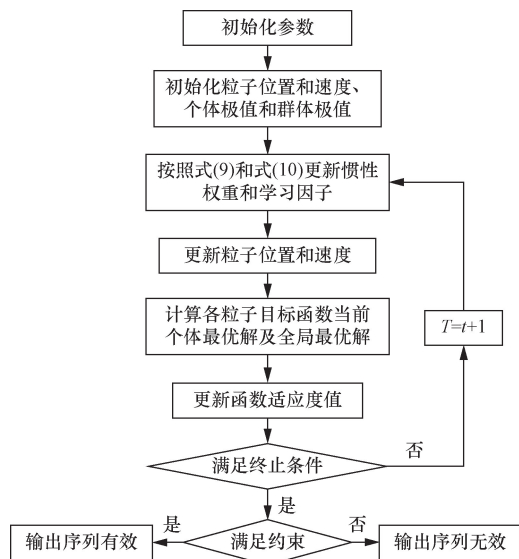 初始化参数
初始化粒子位置和速度、
个体极值和群体极值
按照式(9)和式(10)更新惯性
权重和学习因子
更新粒子位置和速度
计算各粒子目标函数当前
个体最优解及全局最优解
T=t+1
更新函数适应度值
满足终止条件
否
是
输出序列有效
是
满足约束
否
输出序列无效